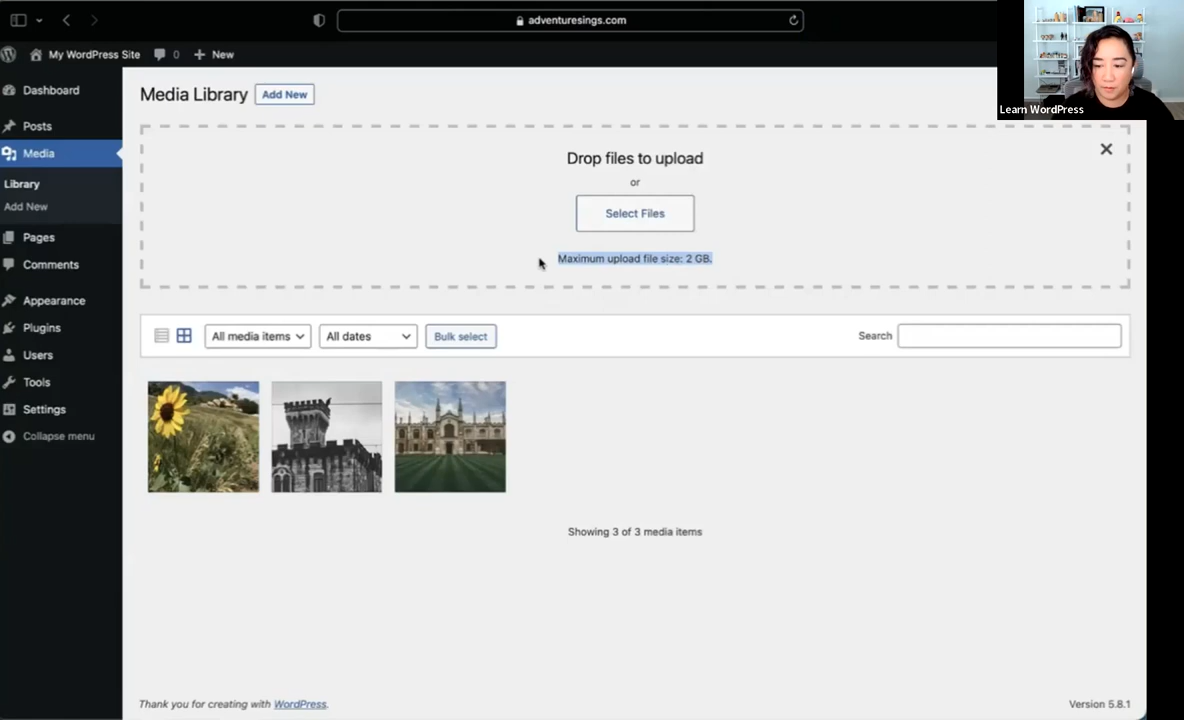 adventuresings.com
My WordPress Site 0 + New
Learn WordPress
Dashboard
Posts
Media
Library
Add New
Pages
Comments
Appearance
Plugins
Users
Tools
Settings
Collapse menu
Media Library Add New
Drop files to upload
or
Select Files
Maximum upload file size: 2 GB.
All media items All dates Bulk select Search
Showing 3 of 3 media items
Thank you for creating with WordPress. Version 5.8.1